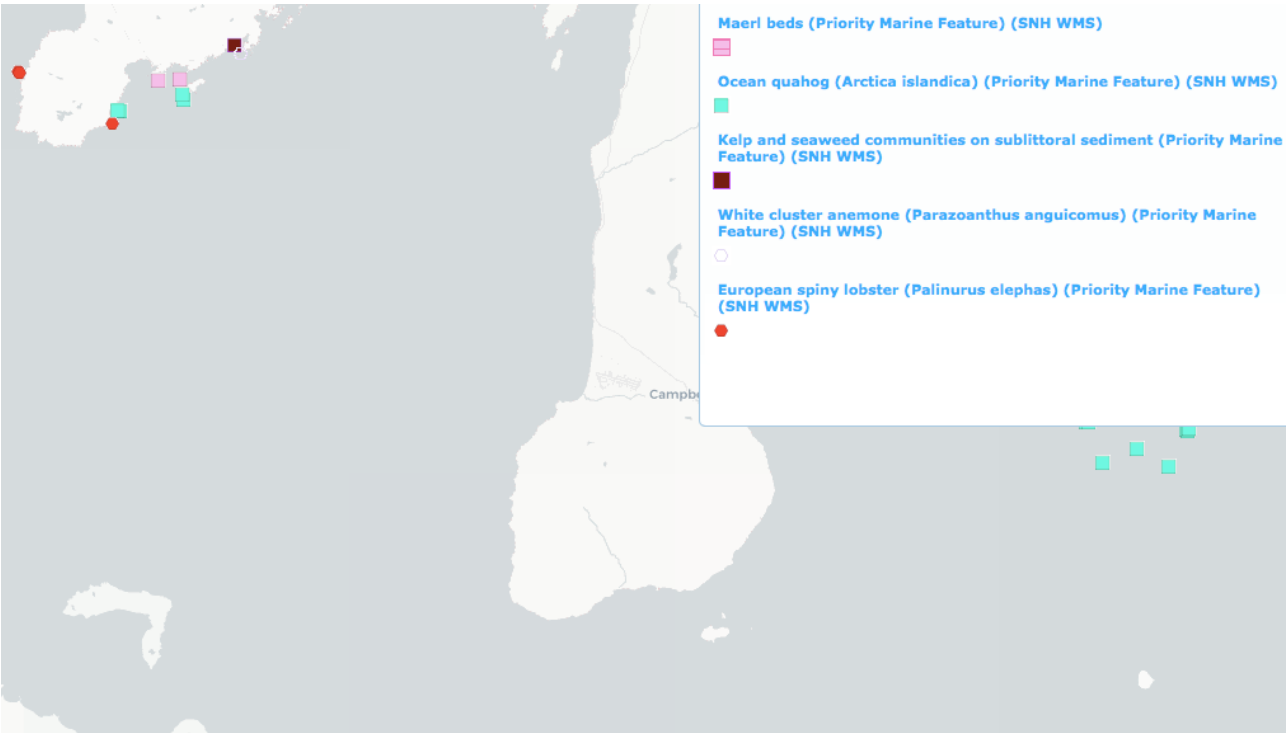 Maerl beds (Priority Marine Feature) (SNH WMS)
Ocean quahog (Arctica islandica) (Priority Marine Feature) (SNH WMS)
Kelp and seaweed communities on sublittoral sediment (Priority Marine
Feature) (SNH WMS)
White cluster anemone (Parazoanthus anguicomus) (Priority Marine
Feature) (SNH WMS)
European spiny lobster (Palinurus elephas) (Priority Marine Feature)
(SNH WMS)